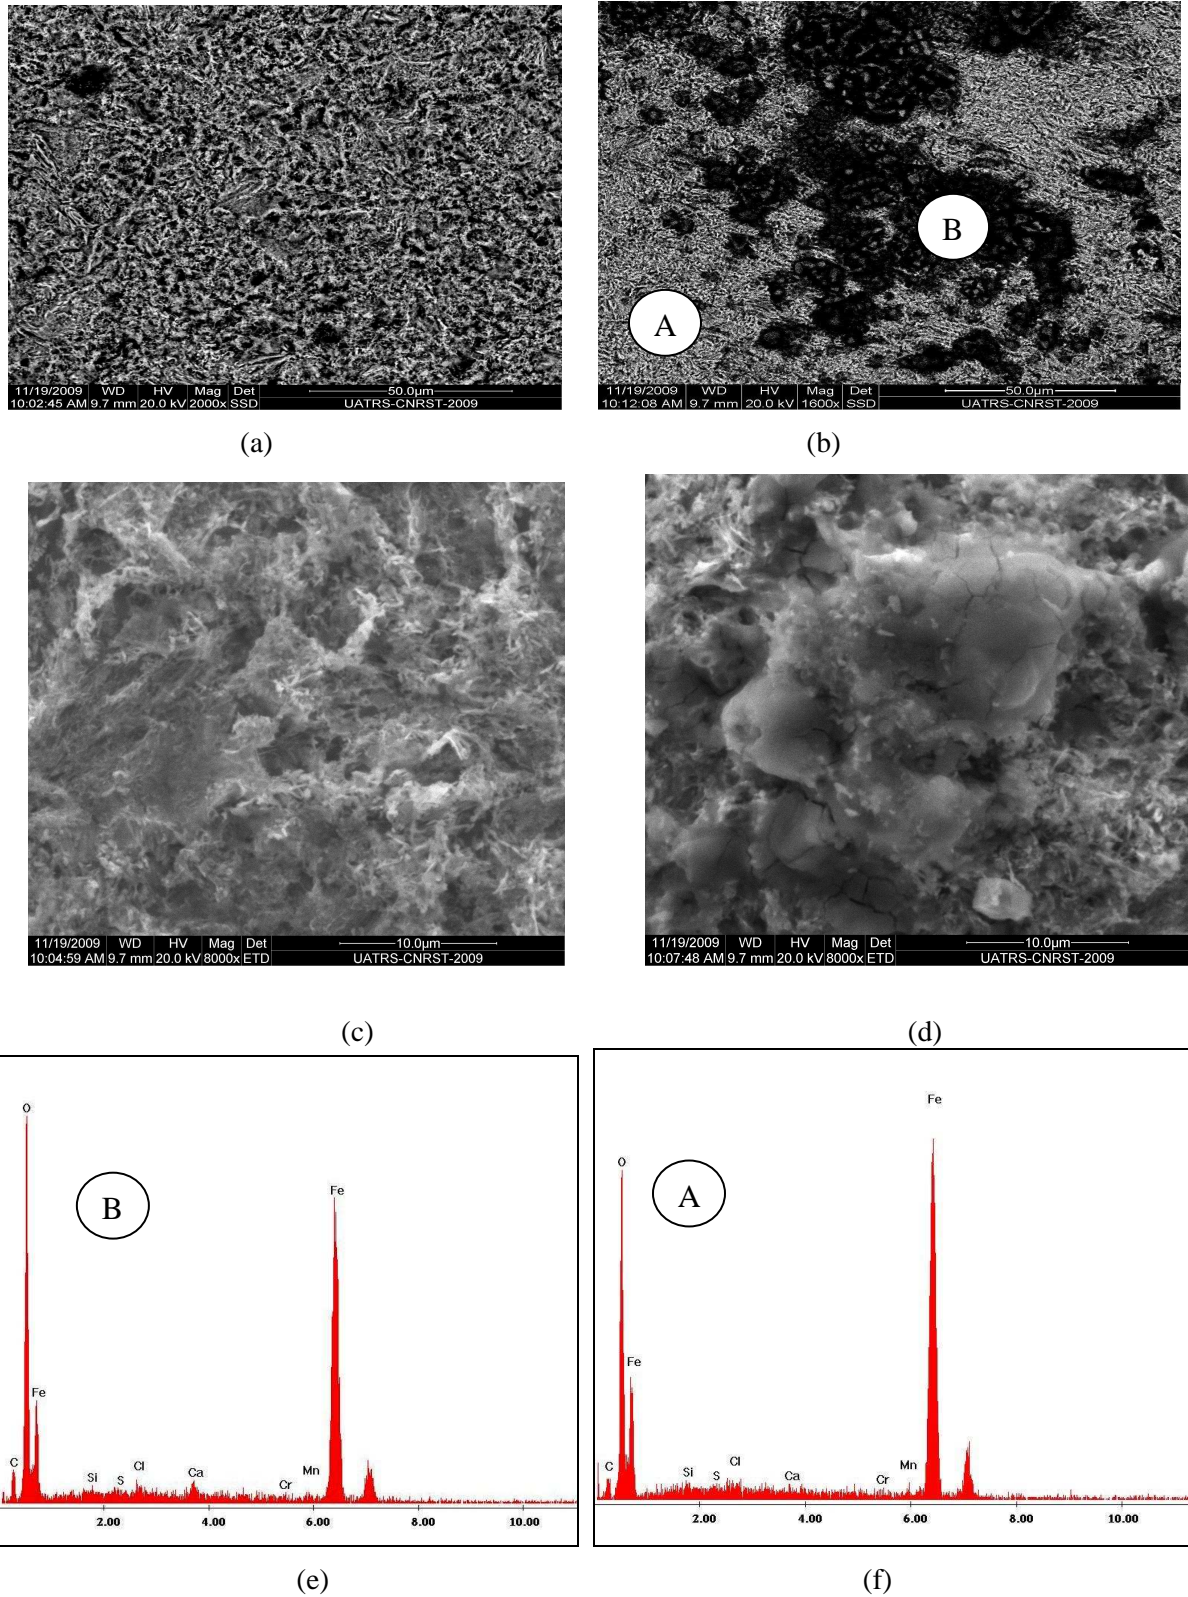 B
A
11/19/2009 WD HV Mag Det 50.0µm
10:02:45 AM 9.7 mm 20.0 kV 2000x SSD UATRS-CNRST-2009
11/19/2009 WD HV Mag Det 50.0µm
10:12:08 AM 9.7 mm 20.0 kV 1600x SSD UATRS-CNRST-2009
(a)
(b)
11/19/2009 WD HV Mag Det 10.0µm
10:04:59 AM 9.7 mm 20.0 kV 8000x ETD UATRS-CNRST-2009
11/19/2009 WD HV Mag Det 10.0µm
10:07:48 AM 9.7 mm 20.0 kV 8000x ETD UATRS-CNRST-2009
(c)
(d)
O
B
Fe
Fe
C
Si
S
Cl
Ca
Cr
Mn
2.00 4.00 6.00 8.00 10.00
Fe
O
A
Fe
C
Si
S
Cl
Ca
Cr
Mn
2.00 4.00 6.00 8.00 10.00
(e)
(f)